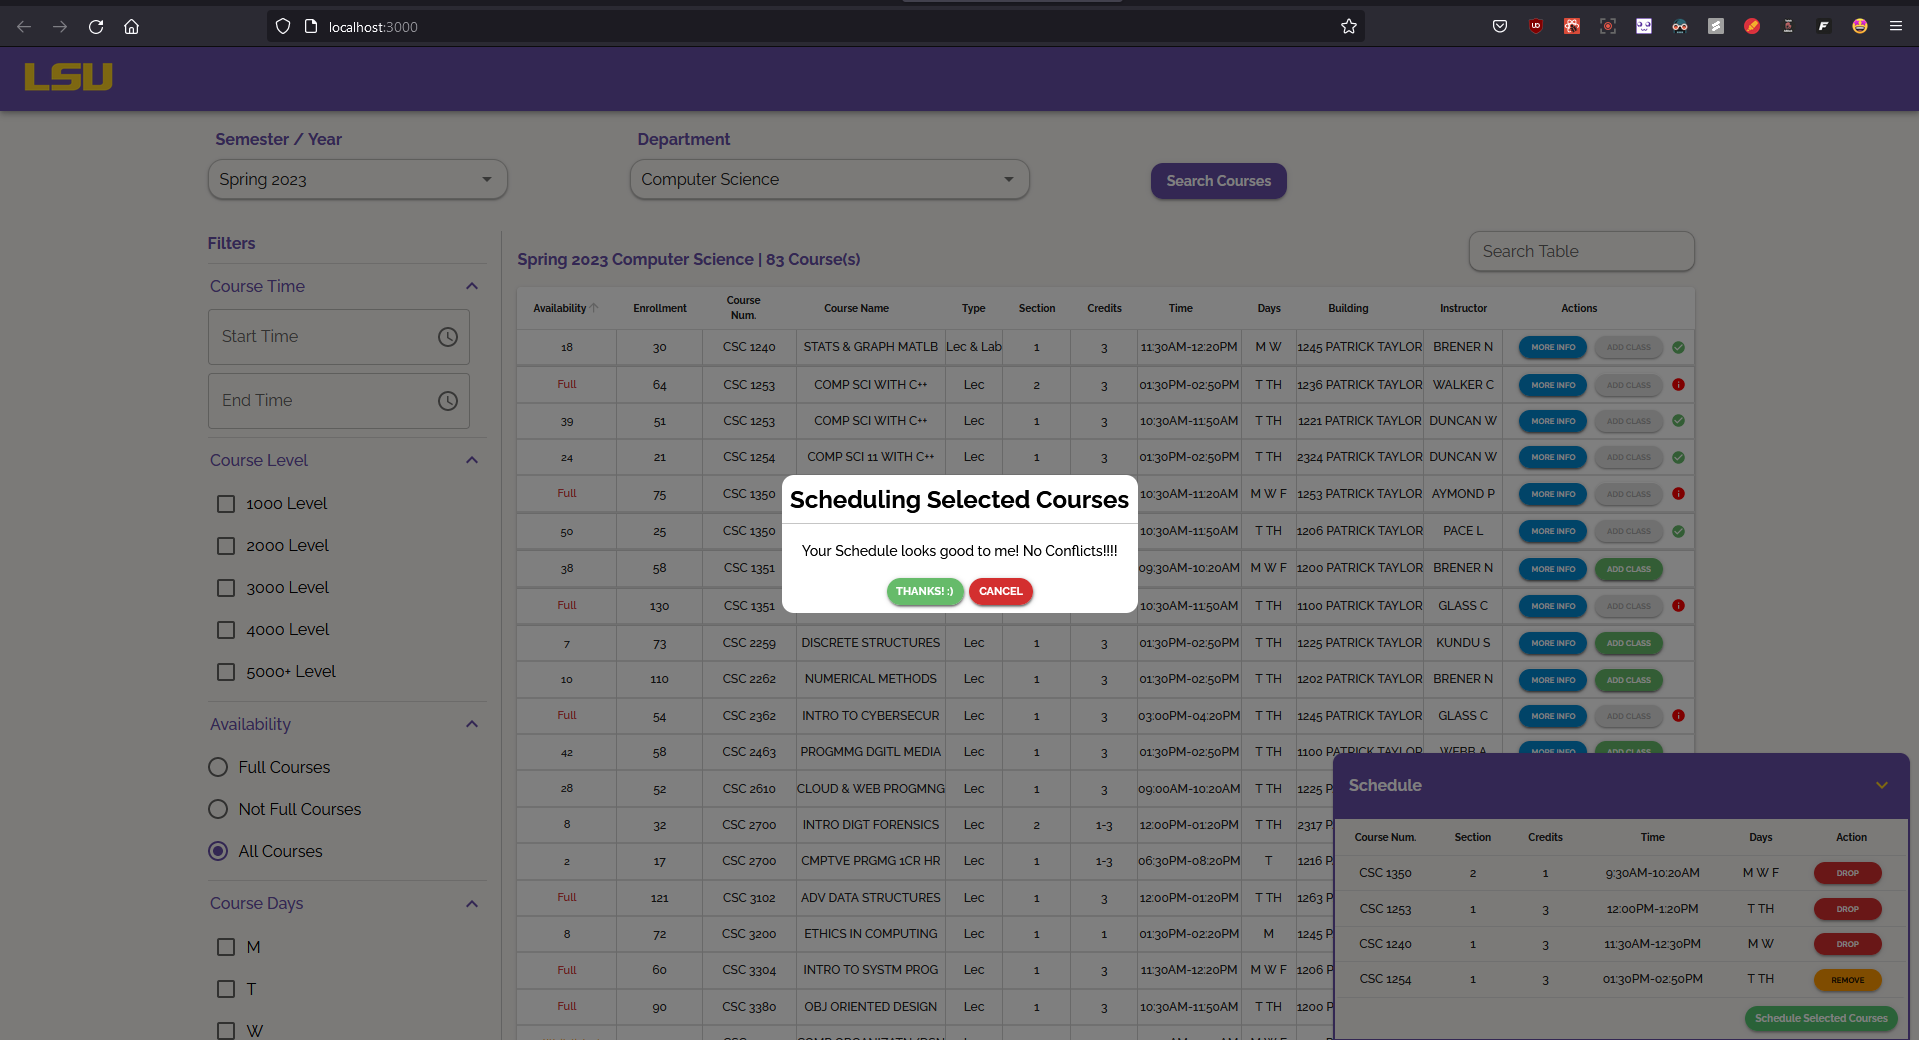 localhost:3000
LSU
Semester / Year
Department
Spring 2023
Computer Science
Search Courses
Filters
Spring 2023 Computer Science | 83 Course(s)
Search Table
Course Time
Start Time
End Time
Course Level
1000 Level
2000 Level
3000 Level
4000 Level
5000+ Level
Availability
Full Courses
Not Full Courses
All Courses
Course Days
M
T
W
Availability Enrollment Course Num. Course Name Type Section Credits Time Days Building Instructor Actions
18 30 CSC 1240 STATS & GRAPH MATLB Lec & Lab 1 3 11:30AM-12:20PM M W 1245 PATRICK TAYLOR BRENER N MORE INFO ADD CLASS
Full 64 CSC 1253 COMP SCI WITH C++ Lec 2 3 01:30PM-02:50PM T TH 1236 PATRICK TAYLOR WALKER C MORE INFO ADD CLASS
39 51 CSC 1253 COMP SCI WITH C++ Lec 1 3 10:30AM-11:50AM T TH 1221 PATRICK TAYLOR DUNCAN W MORE INFO ADD CLASS
24 21 CSC 1254 COMP SCI 11 WITH C++ Lec 1 3 01:30PM-02:50PM T TH 2324 PATRICK TAYLOR DUNCAN W MORE INFO ADD CLASS
Full 75 CSC 1350 10:30AM-11:20AM M W F 1253 PATRICK TAYLOR AYMOND P MORE INFO ADD CLASS
50 25 CSC 1350 10:30AM-11:50AM T TH 1206 PATRICK TAYLOR PACE L MORE INFO ADD CLASS
38 58 CSC 1351 09:30AM-10:20AM M W F 1200 PATRICK TAYLOR BRENER N MORE INFO ADD CLASS
Full 130 CSC 1351 10:30AM-11:50AM T TH 1100 PATRICK TAYLOR GLASS C MORE INFO ADD CLASS
7 73 CSC 2259 DISCRETE STRUCTURES Lec 1 3 01:30PM-02:50PM T TH 1225 PATRICK TAYLOR KUNDU S MORE INFO ADD CLASS
10 110 CSC 2262 NUMERICAL METHODS Lec 1 3 01:30PM-02:50PM T TH 1202 PATRICK TAYLOR BRENER N MORE INFO ADD CLASS
Full 54 CSC 2362 INTRO TO CYBERSECUR Lec 1 3 03:00PM-04:20PM T TH 1245 PATRICK TAYLOR GLASS C MORE INFO ADD CLASS
42 58 CSC 2463 PROGMMG DGITL MEDIA Lec 1 3 01:30PM-02:50PM T TH 1100 PATRICK TAYLOR WEBB A MORE INFO ADD CLASS
28 52 CSC 2610 CLOUD & WEB PROGMNG Lec 1 3 09:00AM-10:20AM T TH 1225 P
8 32 CSC 2700 INTRO DIGT FORENSICS Lec 2 1-3 12:00PM-01:20PM T TH 2317 P
2 17 CSC 2700 CMPTVE PRGMG 1CR HR Lec 1 1-3 06:30PM-08:20PM T 1216 P
Full 121 CSC 3102 ADV DATA STRUCTURES Lec 1 3 12:00PM-01:20PM T TH 1263 P
8 72 CSC 3200 ETHICS IN COMPUTING Lec 1 1 01:30PM-02:20PM M 1245 P
Full 60 CSC 3304 INTRO TO SYSTM PROG Lec 1 3 11:30AM-12:20PM M W F 1206 P
Full 90 CSC 3380 OBJ ORIENTED DESIGN Lec 1 3 10:30AM-11:50AM T TH 1200 P
Scheduling Selected Courses
Your Schedule looks good to me! No Conflicts!!!!
THANKS! :) CANCEL
Schedule
Course Num. Section Credits Time Days Action
CSC 1350 2 1 9:30AM-10:20AM M W F DROP
CSC 1253 1 3 12:00PM-1:20PM T TH DROP
CSC 1240 1 3 11:30AM-12:30PM M W DROP
CSC 1254 1 3 01:30PM-02:50PM T TH REMOVE
Schedule Selected Courses